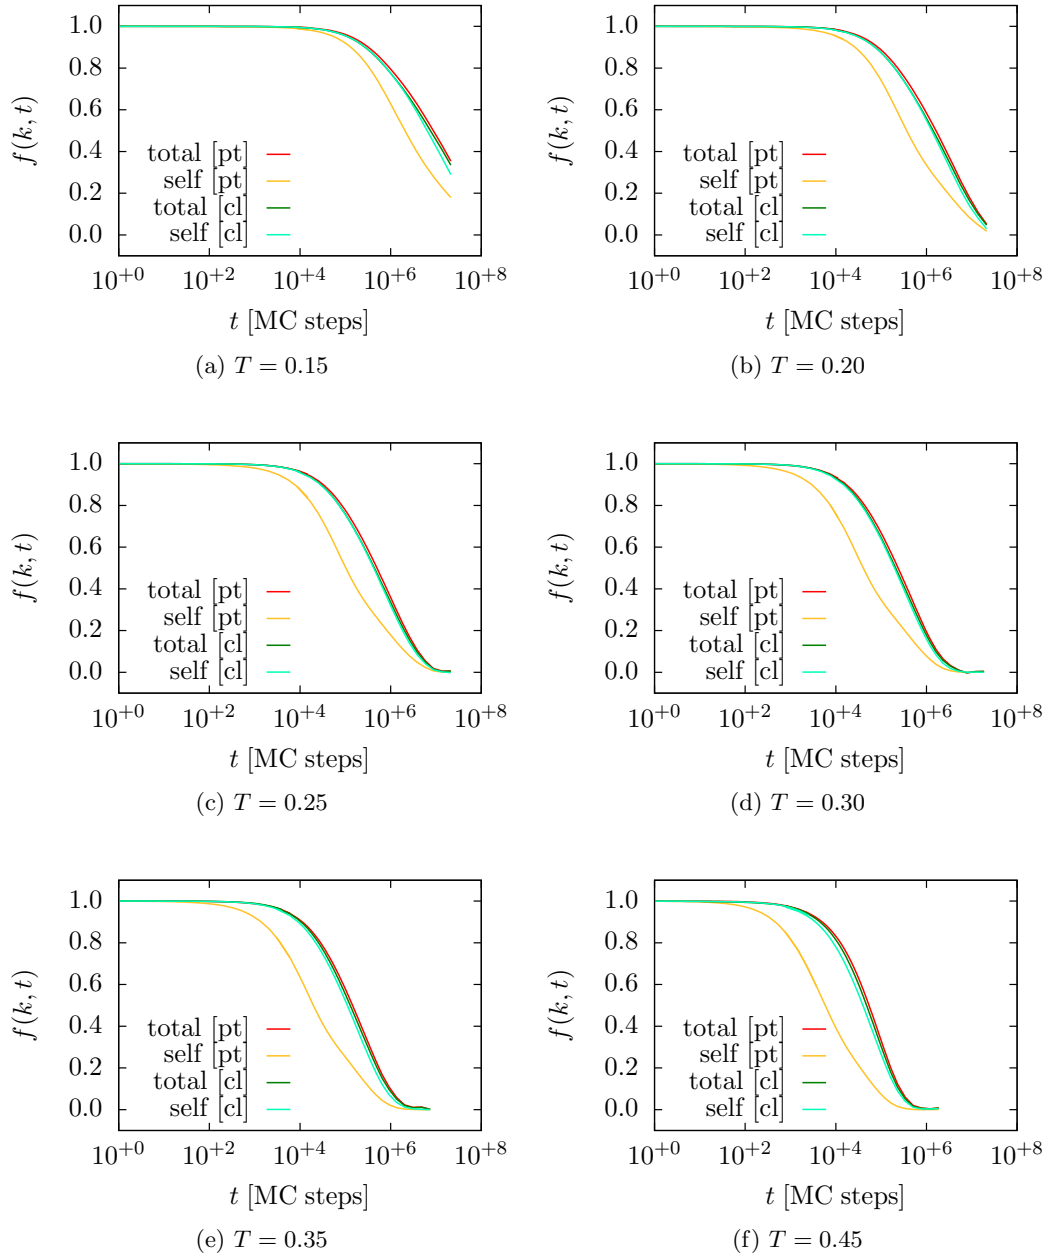 1.0
0.8
0.6
0.4
0.2
0.0
f(k, t)
total [pt]
self [pt]
total [cl]
self [cl]
10^{+0} 10^{+2} 10^{+4} 10^{+6} 10^{+8}
t [MC steps]
(a) T = 0.15
1.0
0.8
0.6
0.4
0.2
0.0
f(k, t)
total [pt]
self [pt]
total [cl]
self [cl]
10^{+0} 10^{+2} 10^{+4} 10^{+6} 10^{+8}
t [MC steps]
(b) T = 0.20
1.0
0.8
0.6
0.4
0.2
0.0
f(k, t)
total [pt]
self [pt]
total [cl]
self [cl]
10^{+0} 10^{+2} 10^{+4} 10^{+6} 10^{+8}
t [MC steps]
(c) T = 0.25
1.0
0.8
0.6
0.4
0.2
0.0
f(k, t)
total [pt]
self [pt]
total [cl]
self [cl]
10^{+0} 10^{+2} 10^{+4} 10^{+6} 10^{+8}
t [MC steps]
(d) T = 0.30
1.0
0.8
0.6
0.4
0.2
0.0
f(k, t)
total [pt]
self [pt]
total [cl]
self [cl]
10^{+0} 10^{+2} 10^{+4} 10^{+6} 10^{+8}
t [MC steps]
(e) T = 0.35
1.0
0.8
0.6
0.4
0.2
0.0
f(k, t)
total [pt]
self [pt]
total [cl]
self [cl]
10^{+0} 10^{+2} 10^{+4} 10^{+6} 10^{+8}
t [MC steps]
(f) T = 0.45